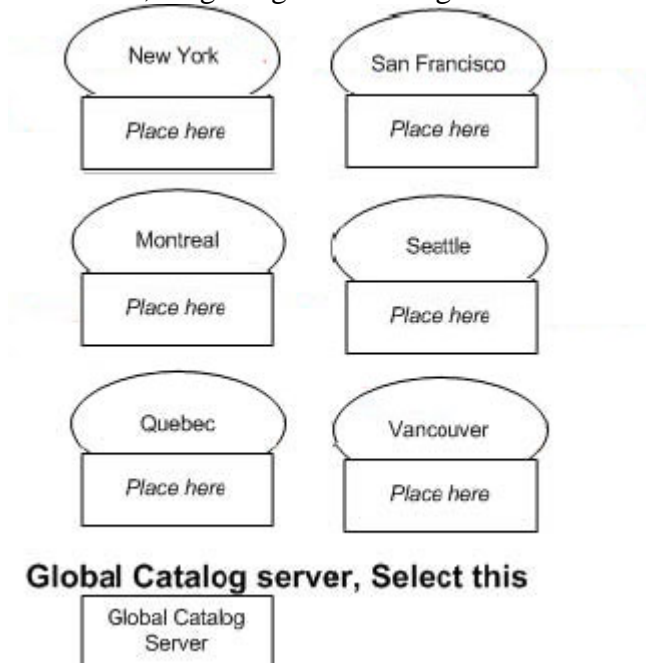 New York
San Francisco
Place here
Place here
Montreal
Seattle
Place here
Place here
Quebec
Vancouver
Place here
Place here
Global Catalog server, Select this
Global Catalog
Server